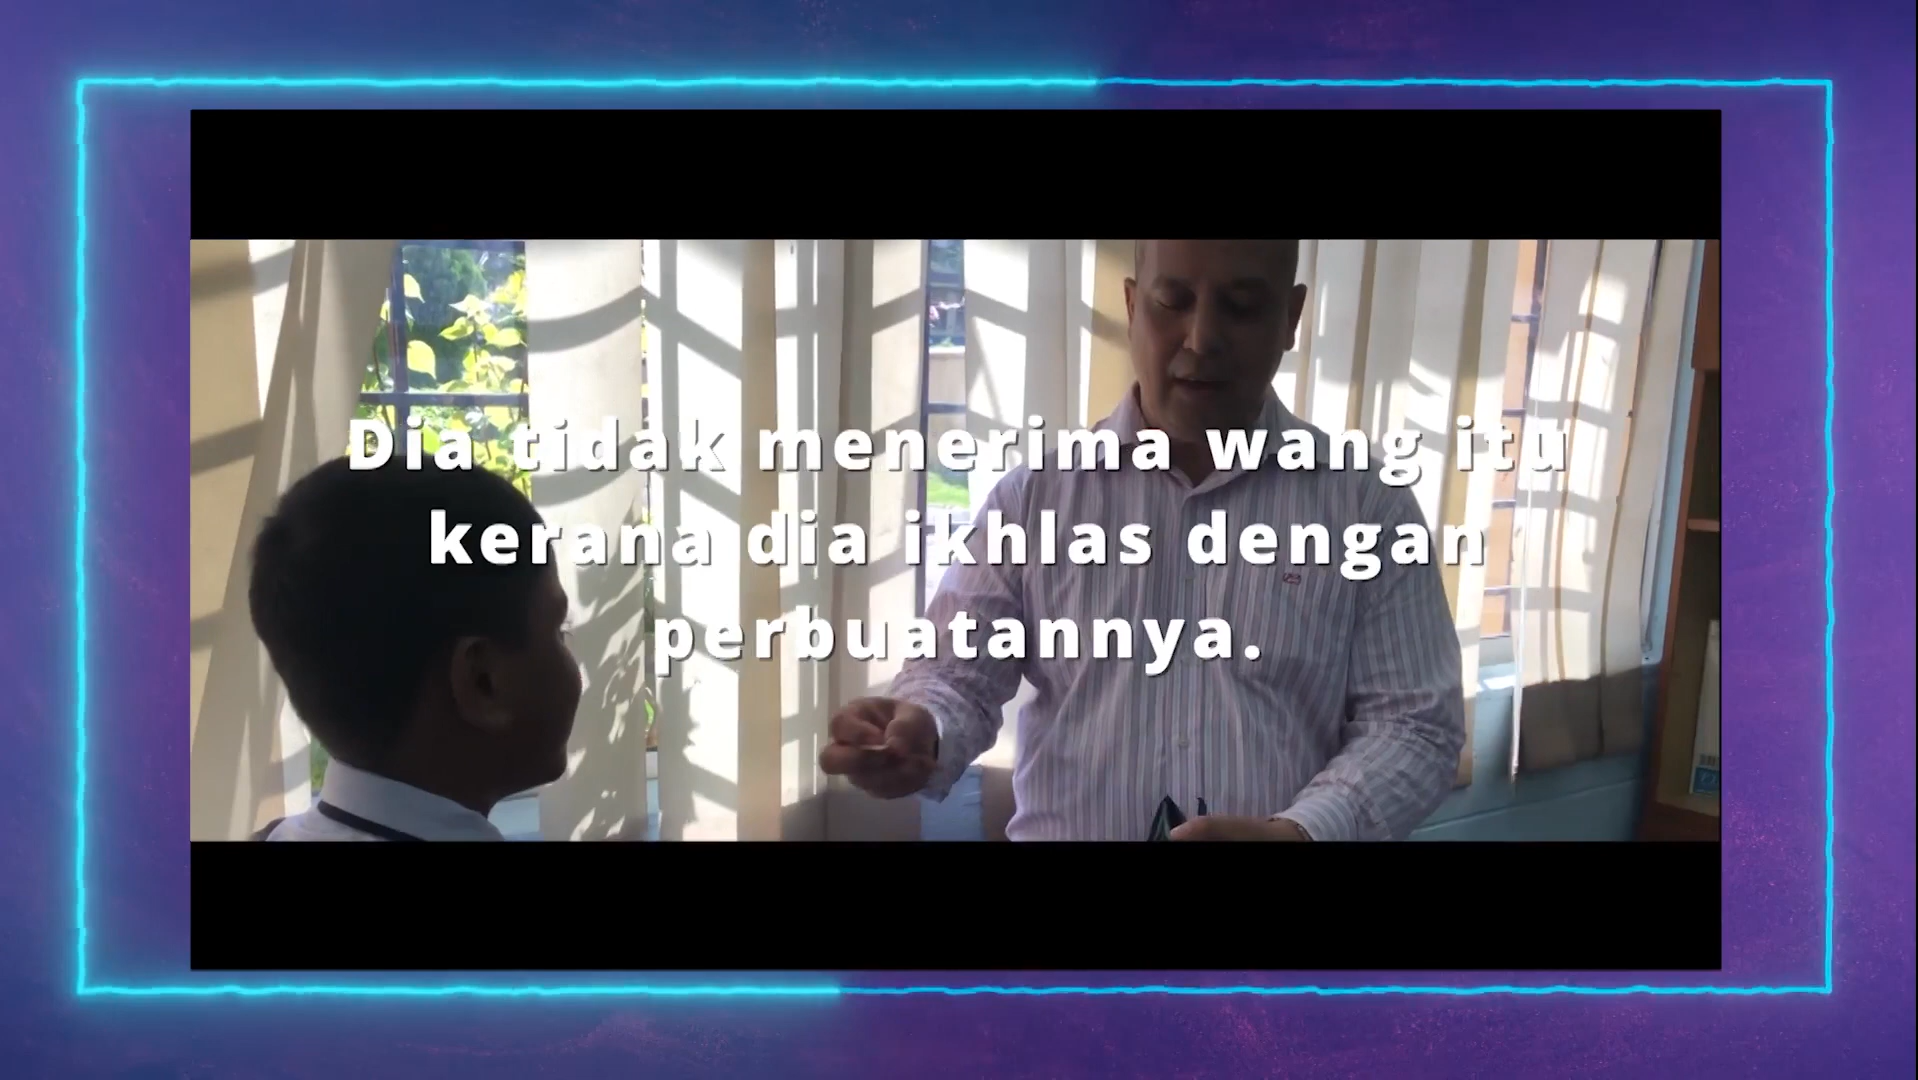 Dia tidak menerima wang itu
kerana dia ikhlas dengan
perbuatannya.